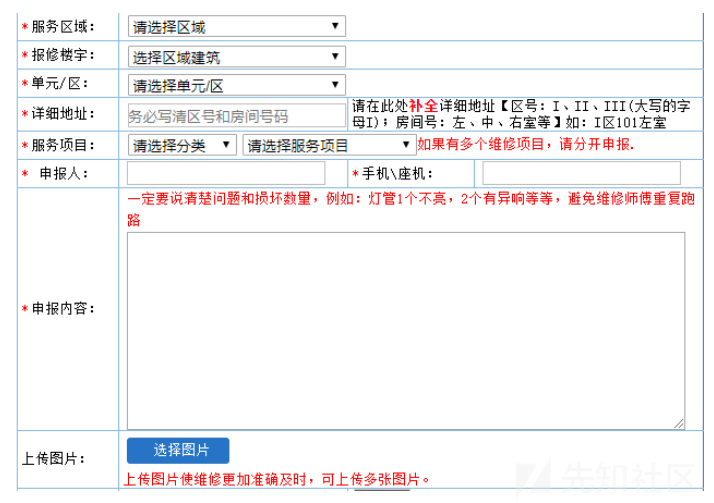 *服务区域： 请选择区域
*报修楼宇： 选择区域建筑
*单元/区： 请选择单元/区
*详细地址： 务必写清区号和房间号码 请在此处补全详细地址【区号：I、II、III(大写的字
母I)；房间号：左、中、右室等】如：I区101左室
*服务项目： 请选择分类 请选择服务项目 如果有多个维修项目，请分开申报.
* 申报人： *手机\座机：
一定要说清楚问题和损坏数量，例如：灯管1个不亮，2个有异响等等，避免维修师傅重复跑
路
*申报内容：
上传图片： 选择图片
上传图片使维修更加准确及时，可上传多张图片。
先知社区